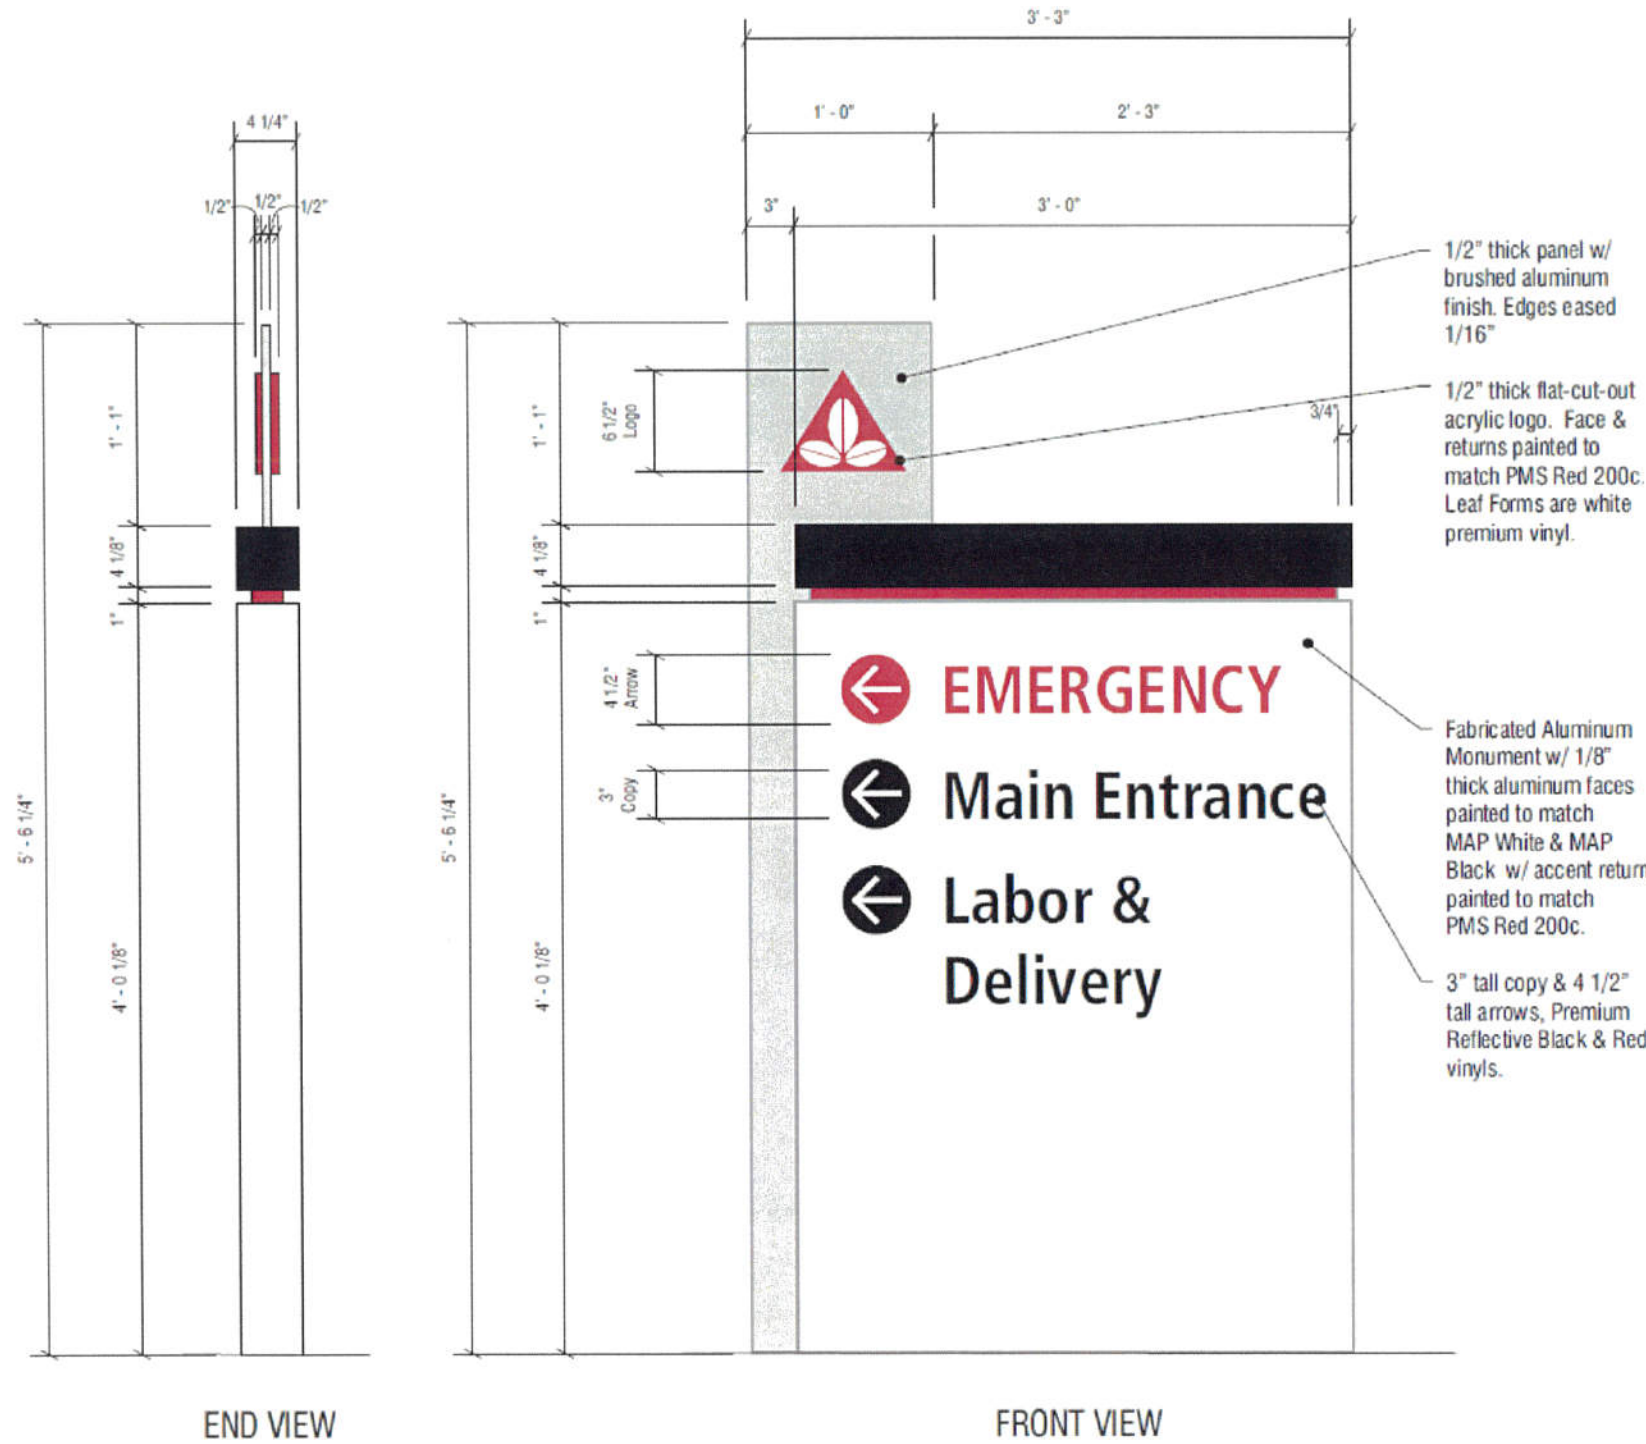 3' - 3"
4 1/4"
1' - 0"
2' - 3"
1/2"
1/2"
1/2"
3"
3' - 0"
1/2" thick panel w/
brushed aluminum
finish. Edges eased
1/16"
1/2" thick flat-cut-out
acrylic logo. Face &
returns painted to
match PMS Red 200c.
Leaf Forms are white
premium vinyl.
3/4"
1' - 1"
4 1/8"
1"
5' - 6 1/4"
4' - 0 1/8"
1' - 1"
4 1/8"
1"
5' - 6 1/4"
4' - 0 1/8"
6 1/2"
Logo
4 1/2"
Arrow
3"
Copy
EMERGENCY
Main Entrance
Labor &
Delivery
Fabricated Aluminum
Monument w/ 1/8"
thick aluminum faces
painted to match
MAP White & MAP
Black w/ accent return
painted to match
PMS Red 200c.
3" tall copy & 4 1/2"
tall arrows, Premium
Reflective Black & Red
vinyls.
END VIEW
FRONT VIEW